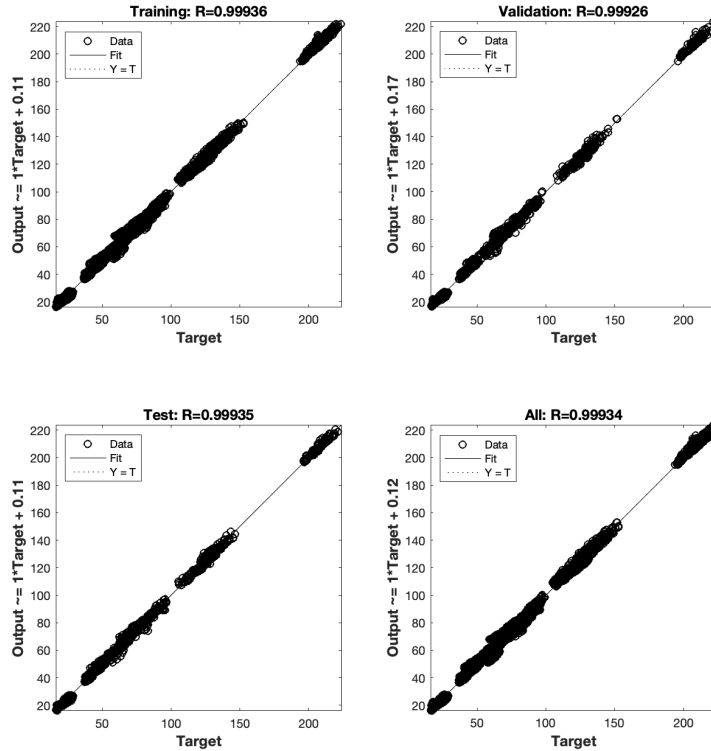 Training: R=0.99936
Output ~= 1*Target + 0.11
220
200
180
160
140
120
100
80
60
40
20
Data
Fit
Y = T
50
100
150
200
Target
Validation: R=0.99926
Output ~= 1*Target + 0.17
220
200
180
160
140
120
100
80
60
40
20
Data
Fit
Y = T
50
100
150
200
Target
Test: R=0.99935
Output ~= 1*Target + 0.11
220
200
180
160
140
120
100
80
60
40
20
Data
Fit
Y = T
50
100
150
200
Target
All: R=0.99934
Output ~= 1*Target + 0.12
220
200
180
160
140
120
100
80
60
40
20
Data
Fit
Y = T
50
100
150
200
Target